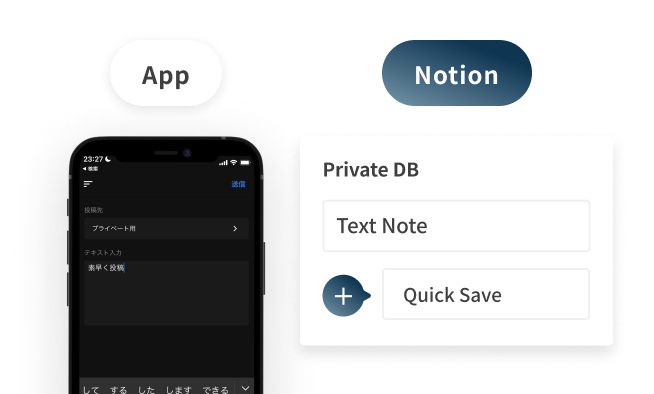 App
Notion
23:27
◀ 検索
送信
投稿先
プライベート用
テキスト入力
素早く投稿
して する した します できる
Private DB
Text Note
Quick Save